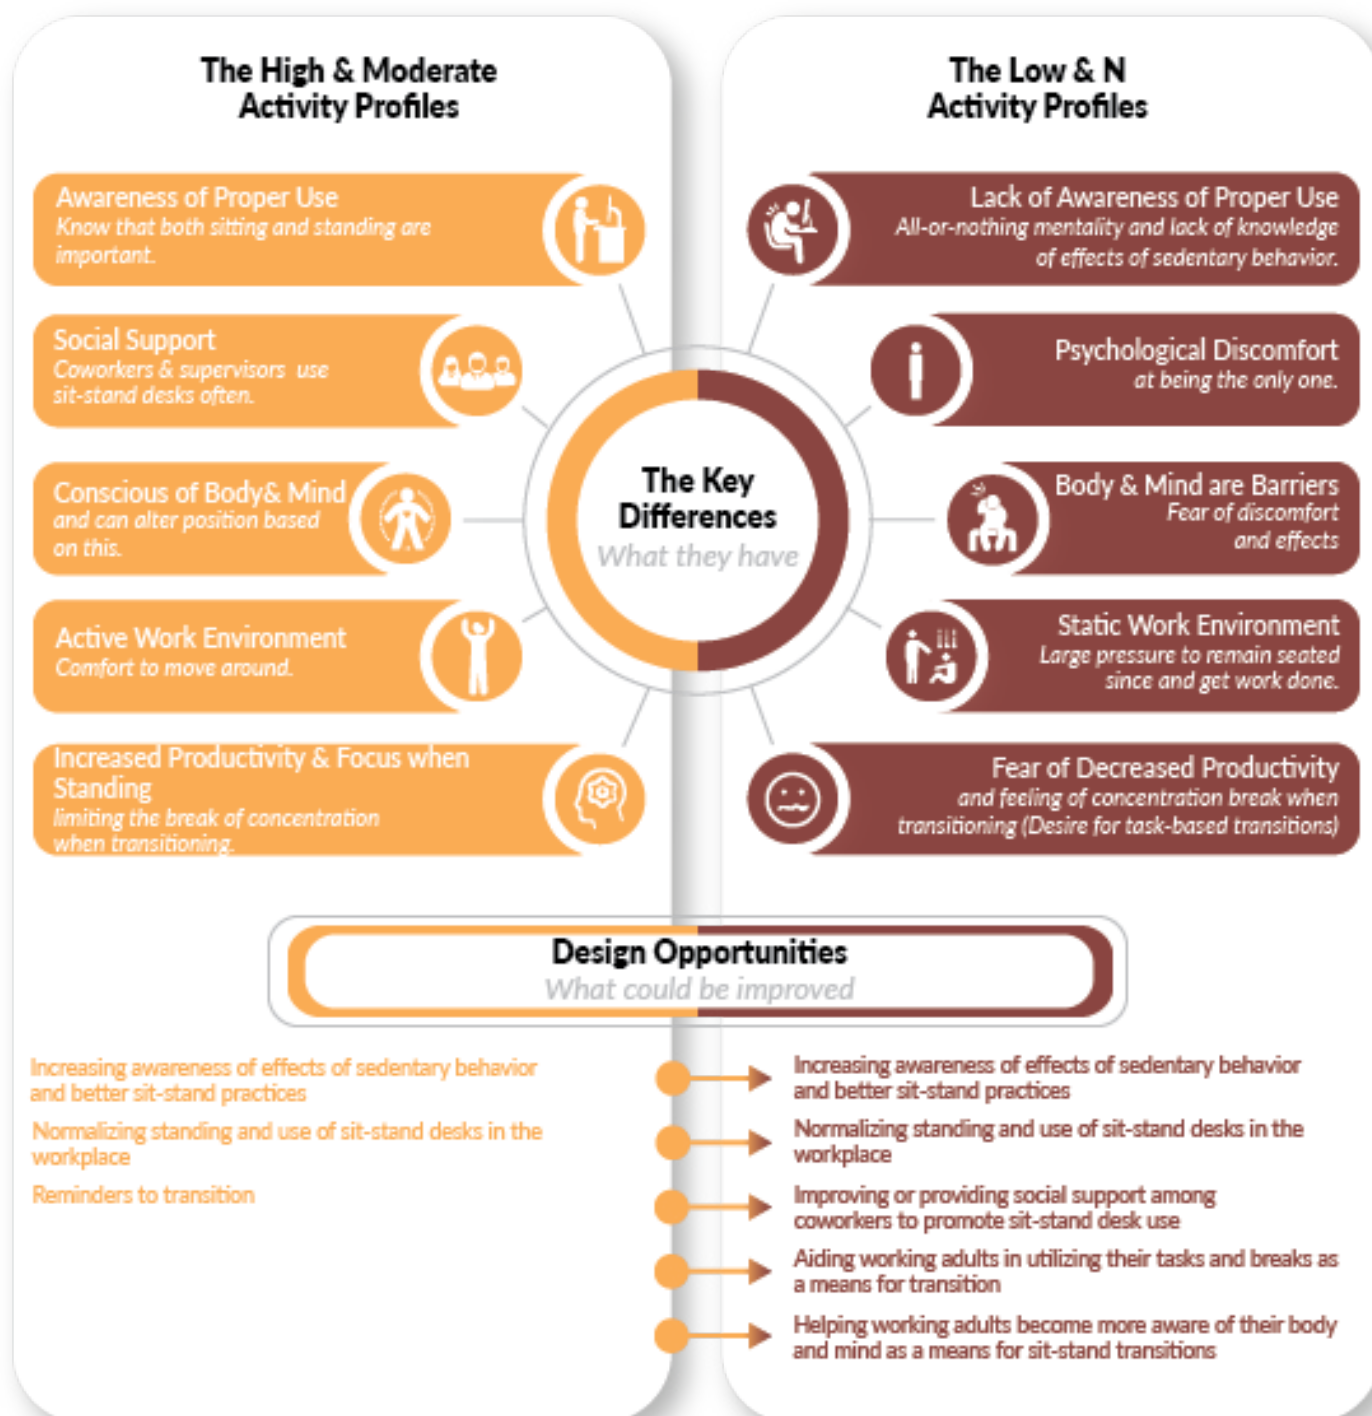 The High & Moderate
Activity Profiles
Awareness of Proper Use
Know that both sitting and standing are
important.
Social Support
Coworkers & supervisors use
sit-stand desks often.
Conscious of Body& Mind
and can alter position based
on this.
Active Work Environment
Comfort to move around.
Increased Productivity & Focus when
Standing
limiting the break of concentration
when transitioning.
The Key
Differences
What they have
The Low & N
Activity Profiles
Lack of Awareness of Proper Use
All-or-nothing mentality and lack of knowledge
of effects of sedentary behavior.
Psychological Discomfort
at being the only one.
Body & Mind are Barriers
Fear of discomfort
and effects
Static Work Environment
Large pressure to remain seated
since and get work done.
Fear of Decreased Productivity
and feeling of concentration break when
transitioning (Desire for task-based transitions)
Design Opportunities
What could be improved
Increasing awareness of effects of sedentary behavior
and better sit-stand practices
Normalizing standing and use of sit-stand desks in the
workplace
Reminders to transition
Increasing awareness of effects of sedentary behavior
and better sit-stand practices
Normalizing standing and use of sit-stand desks in the
workplace
Improving or providing social support among
coworkers to promote sit-stand desk use
Aiding working adults in utilizing their tasks and breaks as
a means for transition
Helping working adults become more aware of their body
and mind as a means for sit-stand transitions